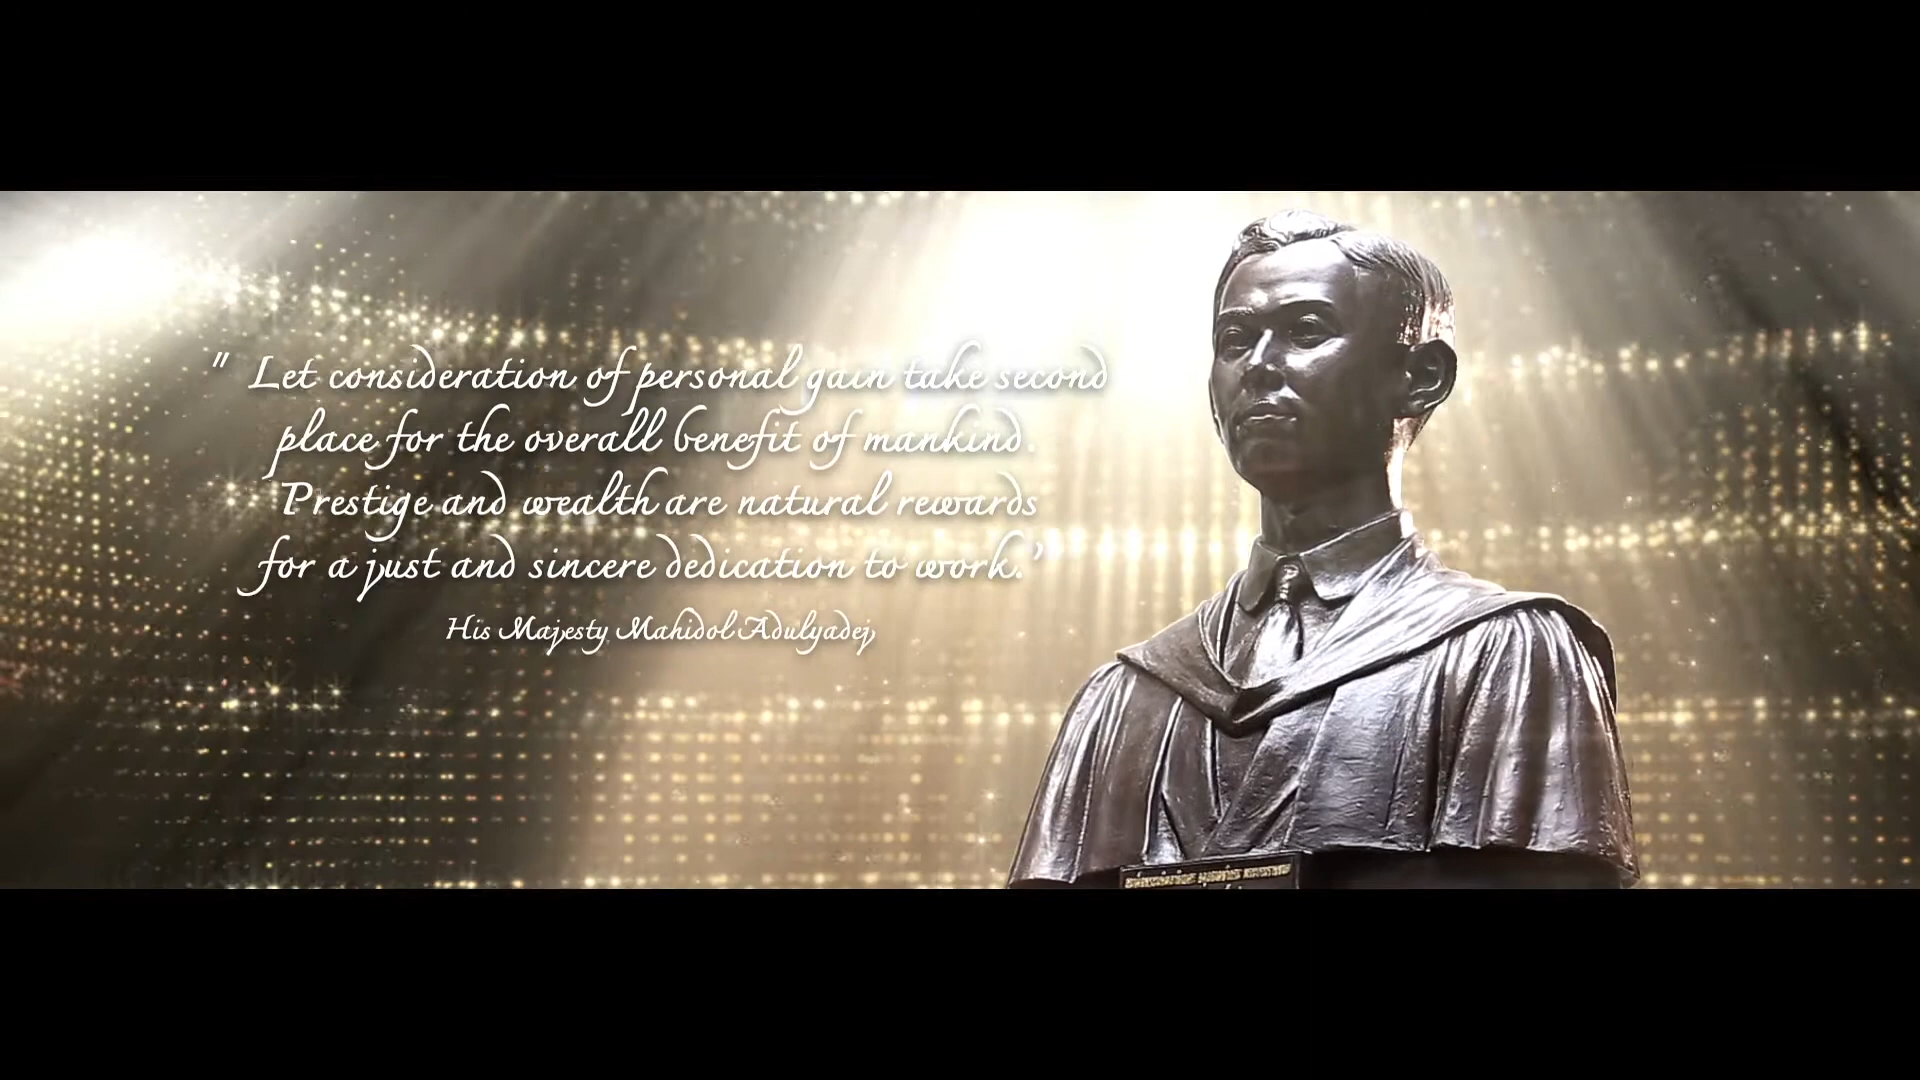 " Let consideration of personal gain take second
place for the overall benefit of mankind.
Prestige and wealth are natural rewards
for a just and sincere dedication to work."
His Majesty Mahidol Adulyadej